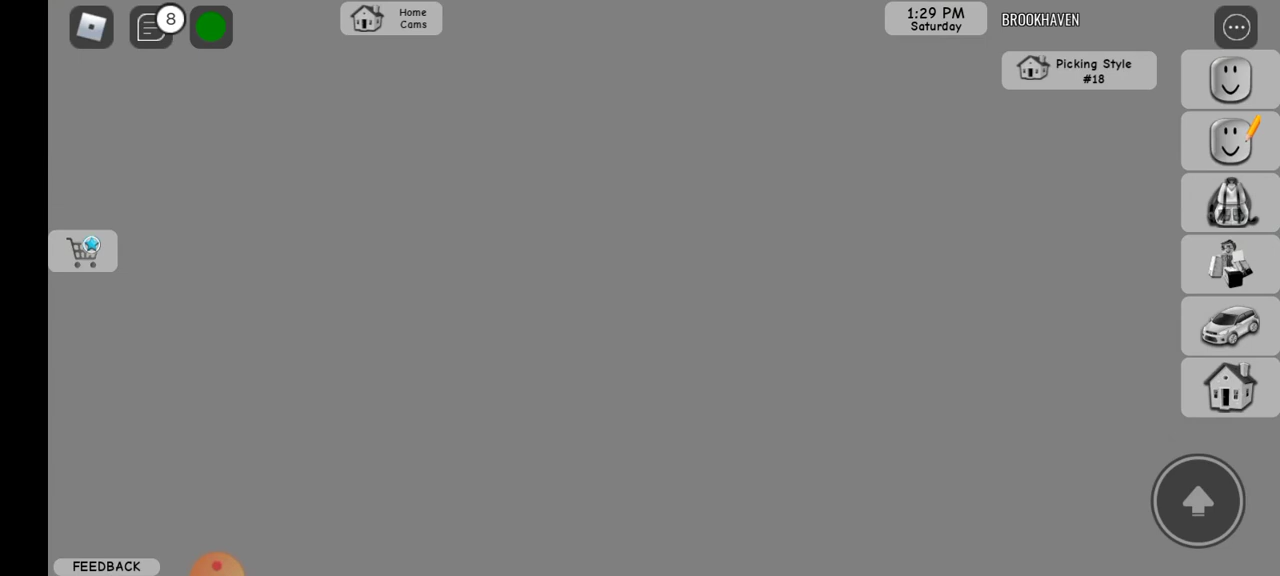 8
Home
Cams
1:29 PM
Saturday
BROOKHAVEN
Picking Style
#18
FEEDBACK